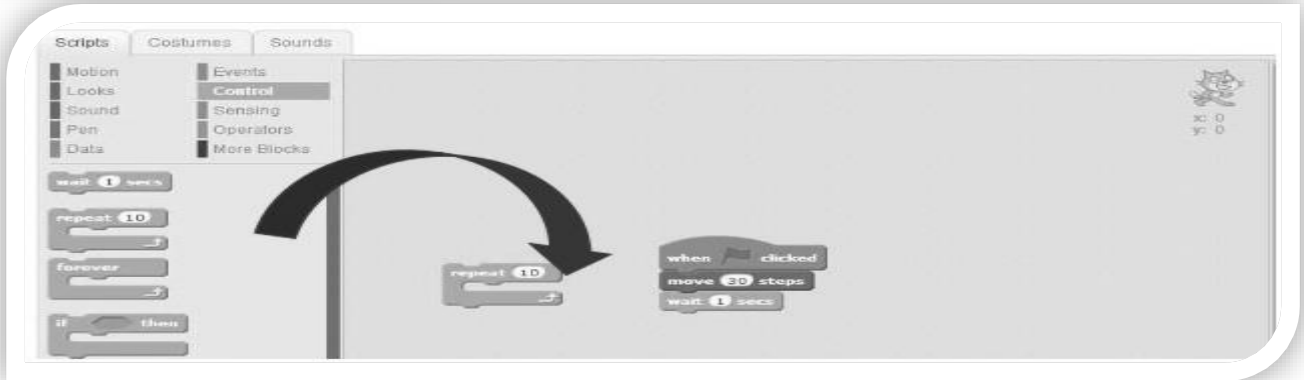 Scripts Costumes Sounds
Motion Events
Looks Control
Sound Sensing
Pen Operators
Data More Blocks
x: 0
y: 0
wait 1 secs
repeat 10
forever
if then
repeat 10
when clicked
move 30 steps
wait 1 secs